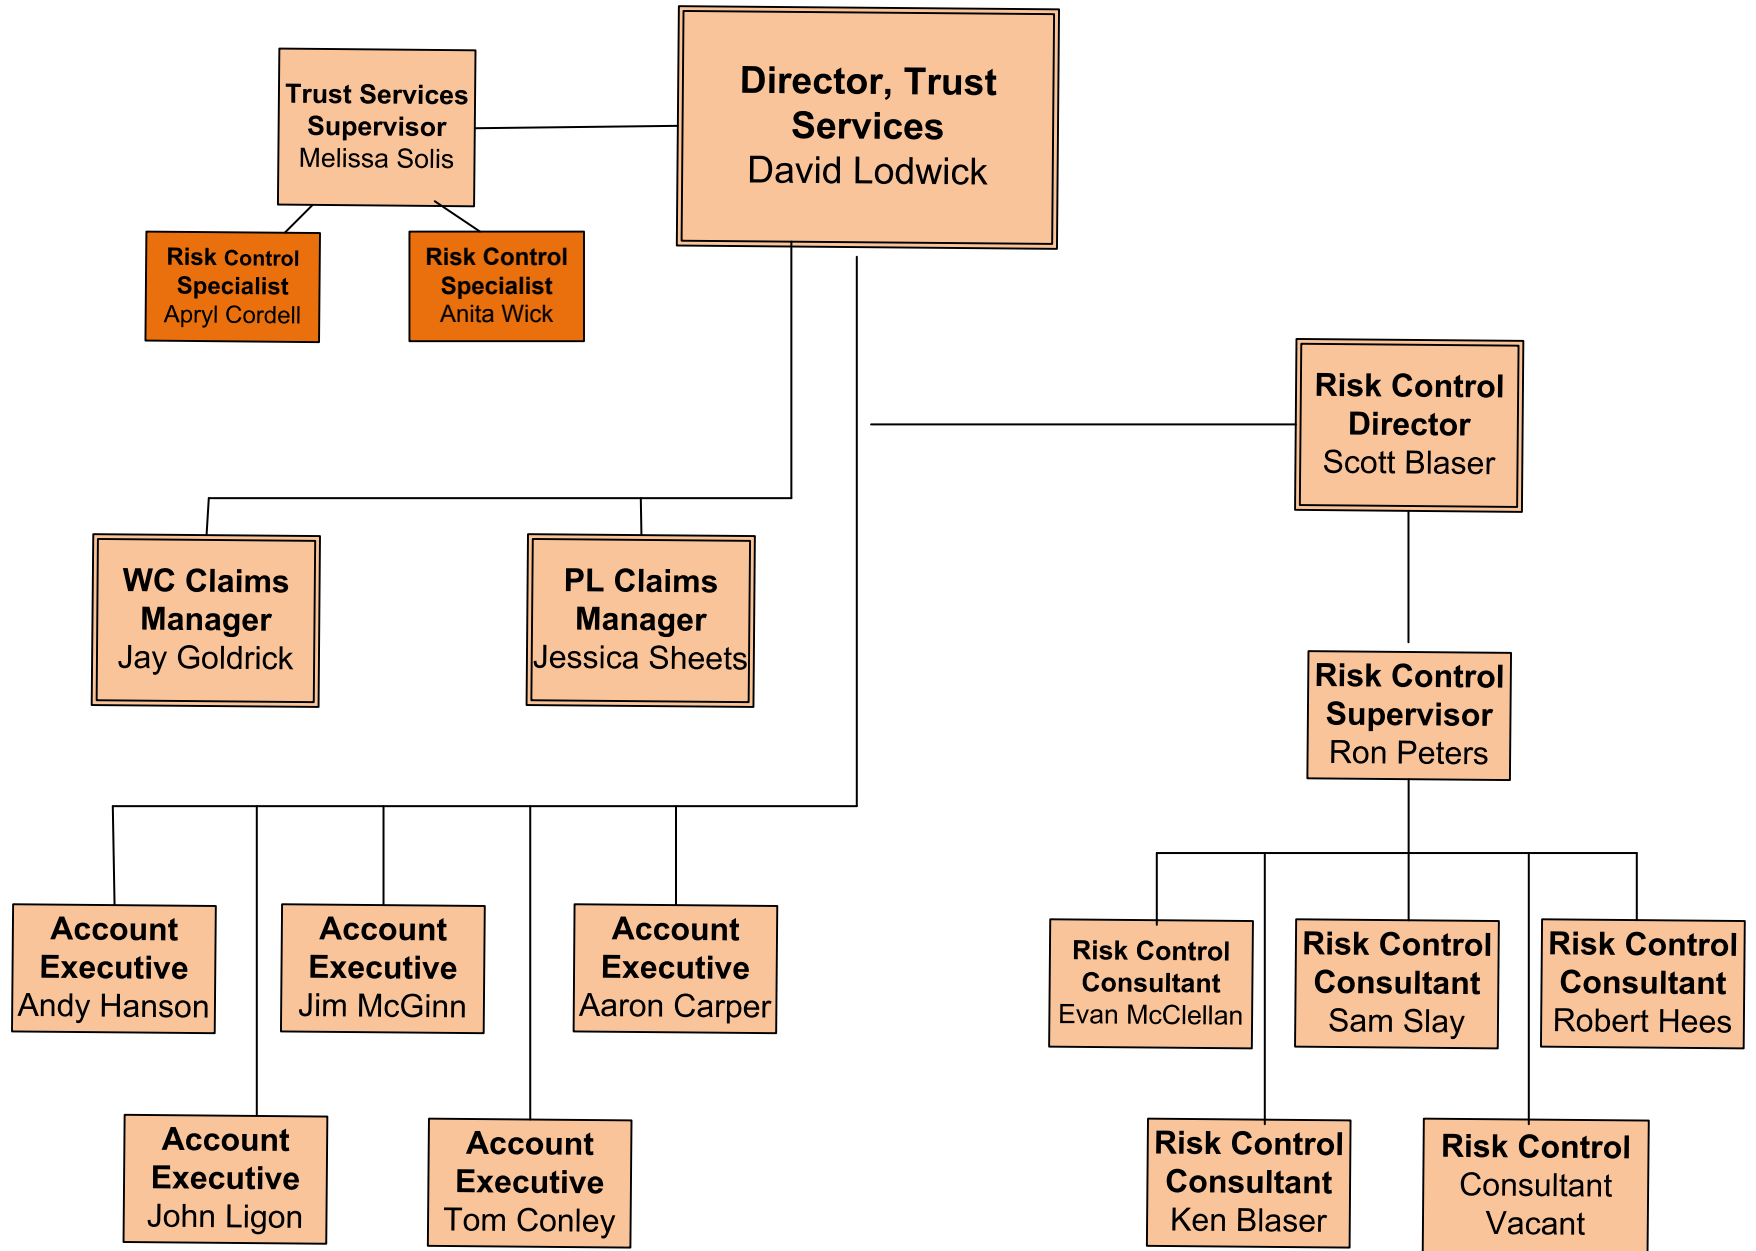 Director, Trust
Services
David Lodwick
Trust Services
Supervisor
Melissa Solis
Risk Control
Specialist
Apryl Cordell
Risk Control
Specialist
Anita Wick
Risk Control
Director
Scott Blaser
WC Claims
Manager
Jay Goldrick
PL Claims
Manager
Jessica Sheets
Risk Control
Supervisor
Ron Peters
Account
Executive
Andy Hanson
Account
Executive
Jim McGinn
Account
Executive
Aaron Carper
Risk Control
Consultant
Evan McClellan
Risk Control
Consultant
Sam Slay
Risk Control
Consultant
Robert Hees
Account
Executive
John Ligon
Account
Executive
Tom Conley
Risk Control
Consultant
Ken Blaser
Risk Control
Consultant
Vacant